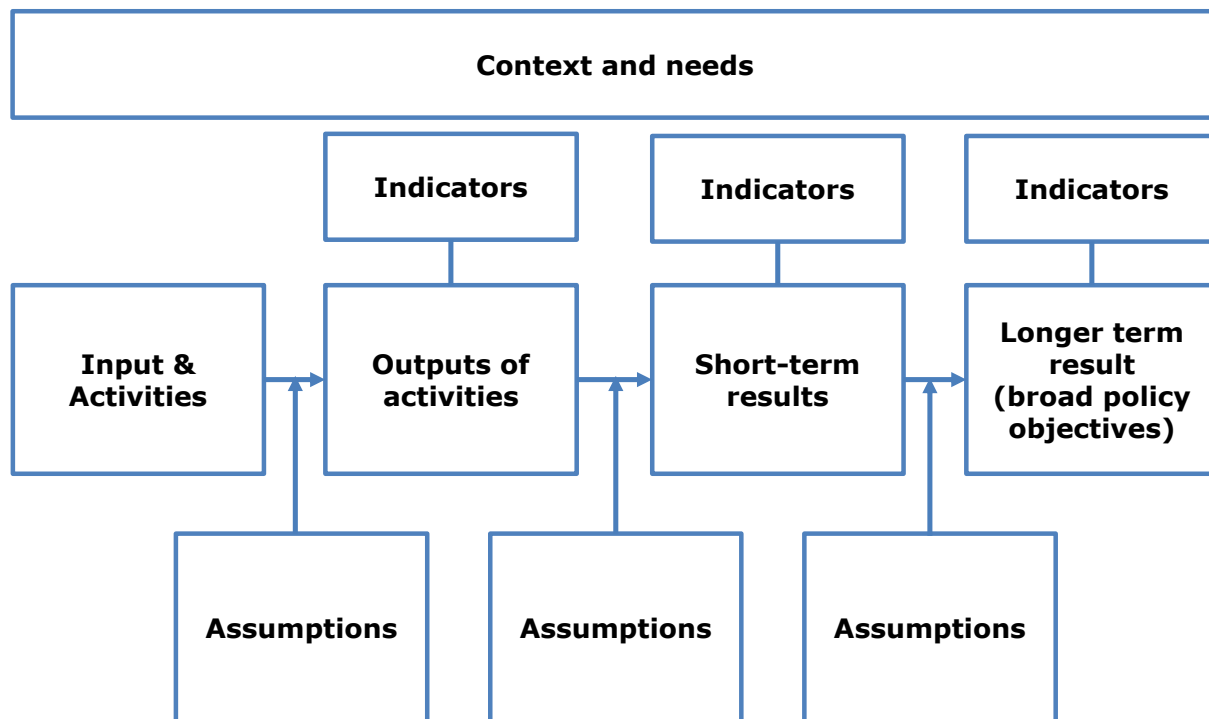 Context and needs
Indicators
Indicators
Indicators
Input &
Activities
Outputs of
activities
Short-term
results
Longer term
result
(broad policy
objectives)
Assumptions
Assumptions
Assumptions